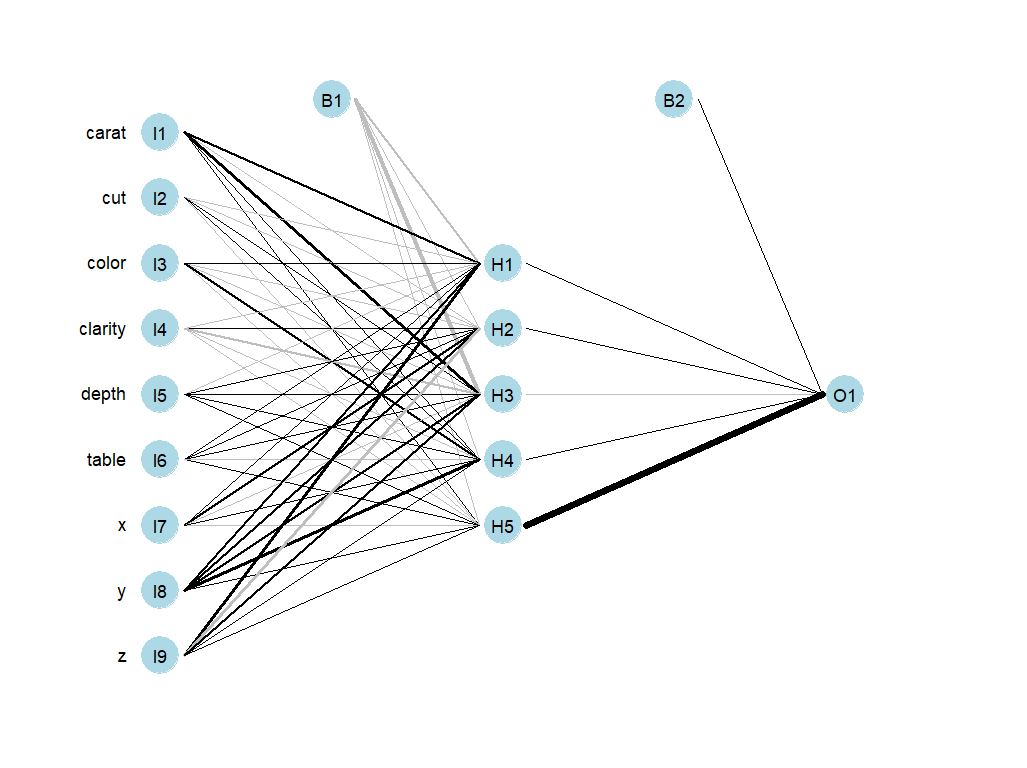 B1 B2
carat I1
cut I2
color I3 H1
clarity I4 H2
depth I5 H3 O1
table I6 H4
x I7 H5
y I8
z I9